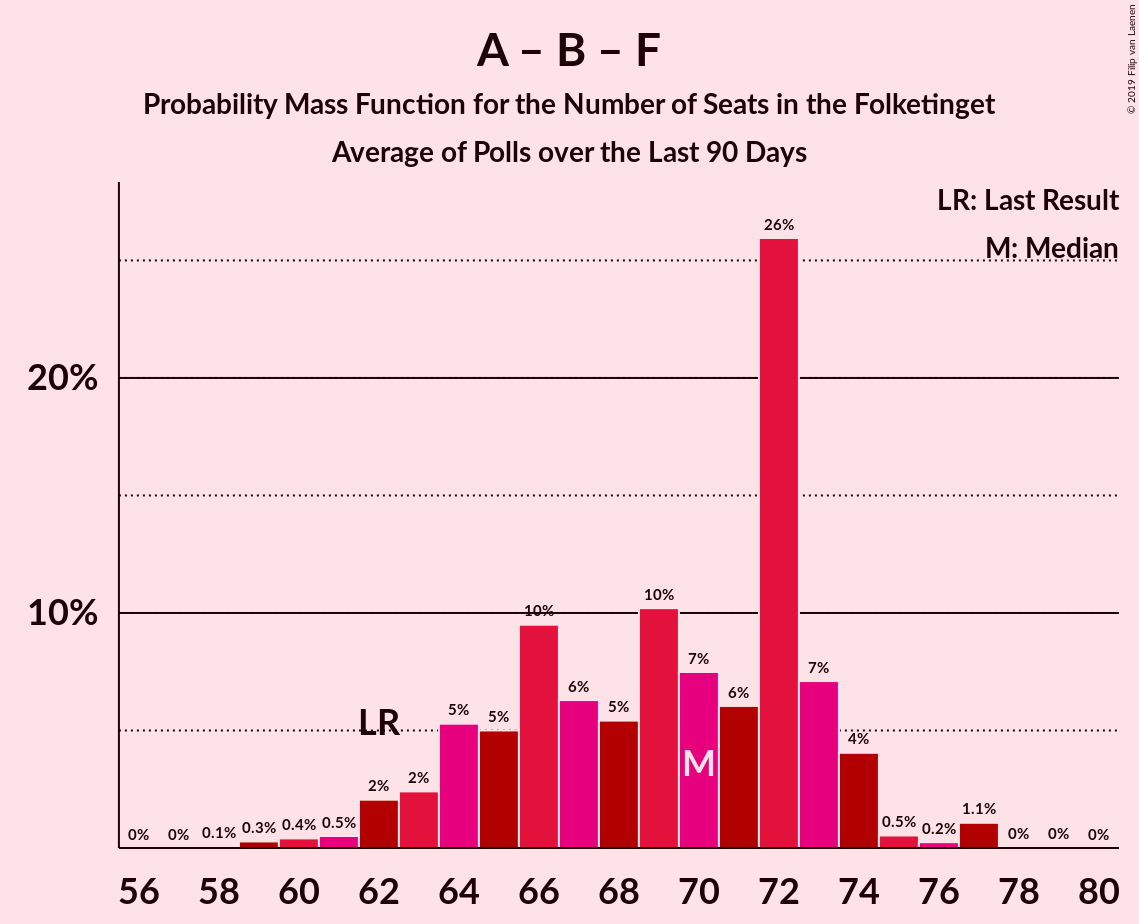 A – B – F
Probability Mass Function for the Number of Seats in the Folketinget
Average of Polls over the Last 90 Days
© 2019 Filip van Laenen
LR: Last Result
M: Median
20%
10%
0% 0% 0.1% 0.3% 0.4% 0.5% 2% 2% 5% 5% 10% 6% 5% 10% 7% 6% 26% 7% 4% 0.5% 0.2% 1.1% 0% 0% 0%
LR
M
56 58 60 62 64 66 68 70 72 74 76 78 80